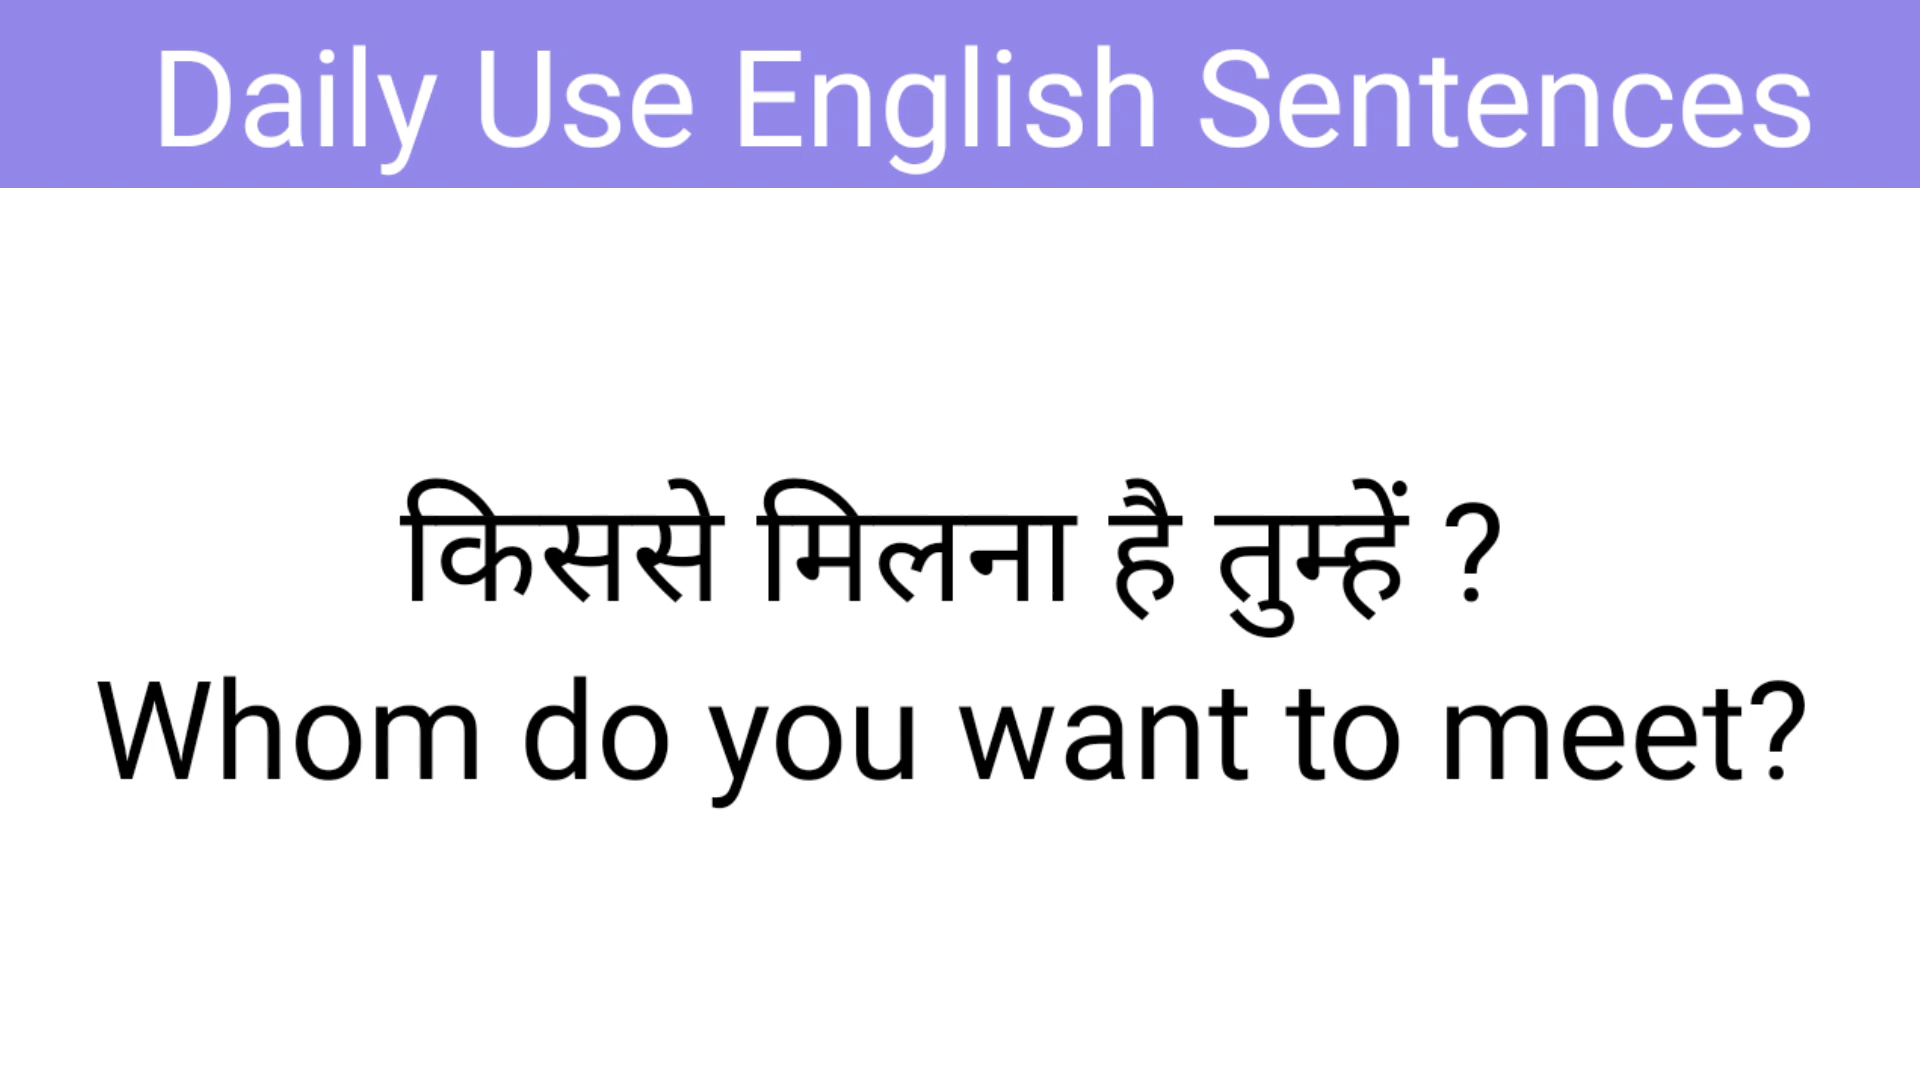 Daily Use English Sentences
किससे मिलना है तुम्हें ?
Whom do you want to meet?